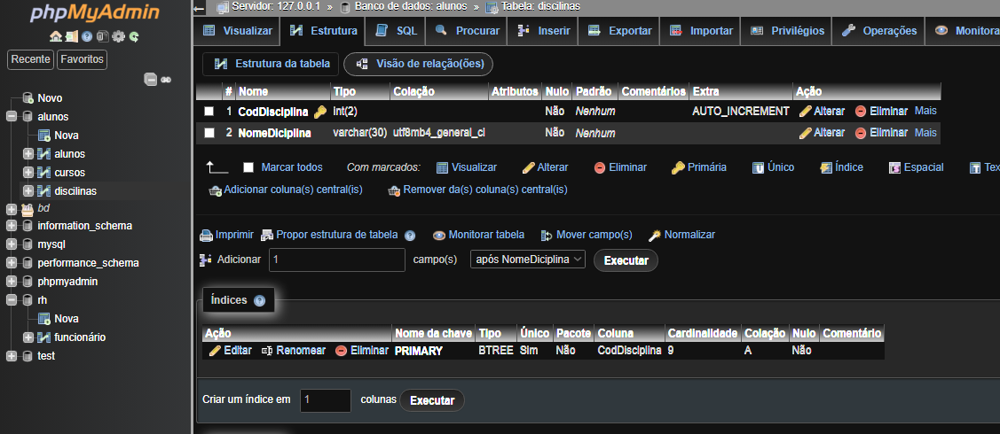 phpMyAdmin
Recente Favoritos
Novo
alunos
Nova
alunos
cursos
discilinas
bd
information_schema
mysql
performance_schema
phpmyadmin
rh
Nova
funcionário
test
Servidor: 127.0.0.1 » Banco de dados: alunos » Tabela: discilinas
Visualizar Estrutura SQL Procurar Inserir Exportar Importar Privilégios Operações Monitora
Estrutura da tabela Visão de relação(ões)
# Nome Tipo Colação Atributos Nulo Padrão Comentários Extra Ação
1 CodDisciplina int(2) Não Nenhum AUTO_INCREMENT Alterar Eliminar Mais
2 NomeDiciplina varchar(30) utf8mb4_general_ci Não Nenhum Alterar Eliminar Mais
Marcar todos Com marcados: Visualizar Alterar Eliminar Primária Único Índice Espacial Tex
Adicionar coluna(s) central(is) Remover da(s) coluna(s) central(is)
Imprimir Propor estrutura de tabela Monitorar tabela Mover campo(s) Normalizar
Adicionar 1 campo(s) após NomeDiciplina Executar
Índices
Ação Nome da chave Tipo Único Pacote Coluna Cardinalidade Colação Nulo Comentário
Editar Renomear Eliminar PRIMARY BTREE Sim Não CodDisciplina 9 A Não
Criar um índice em 1 colunas Executar